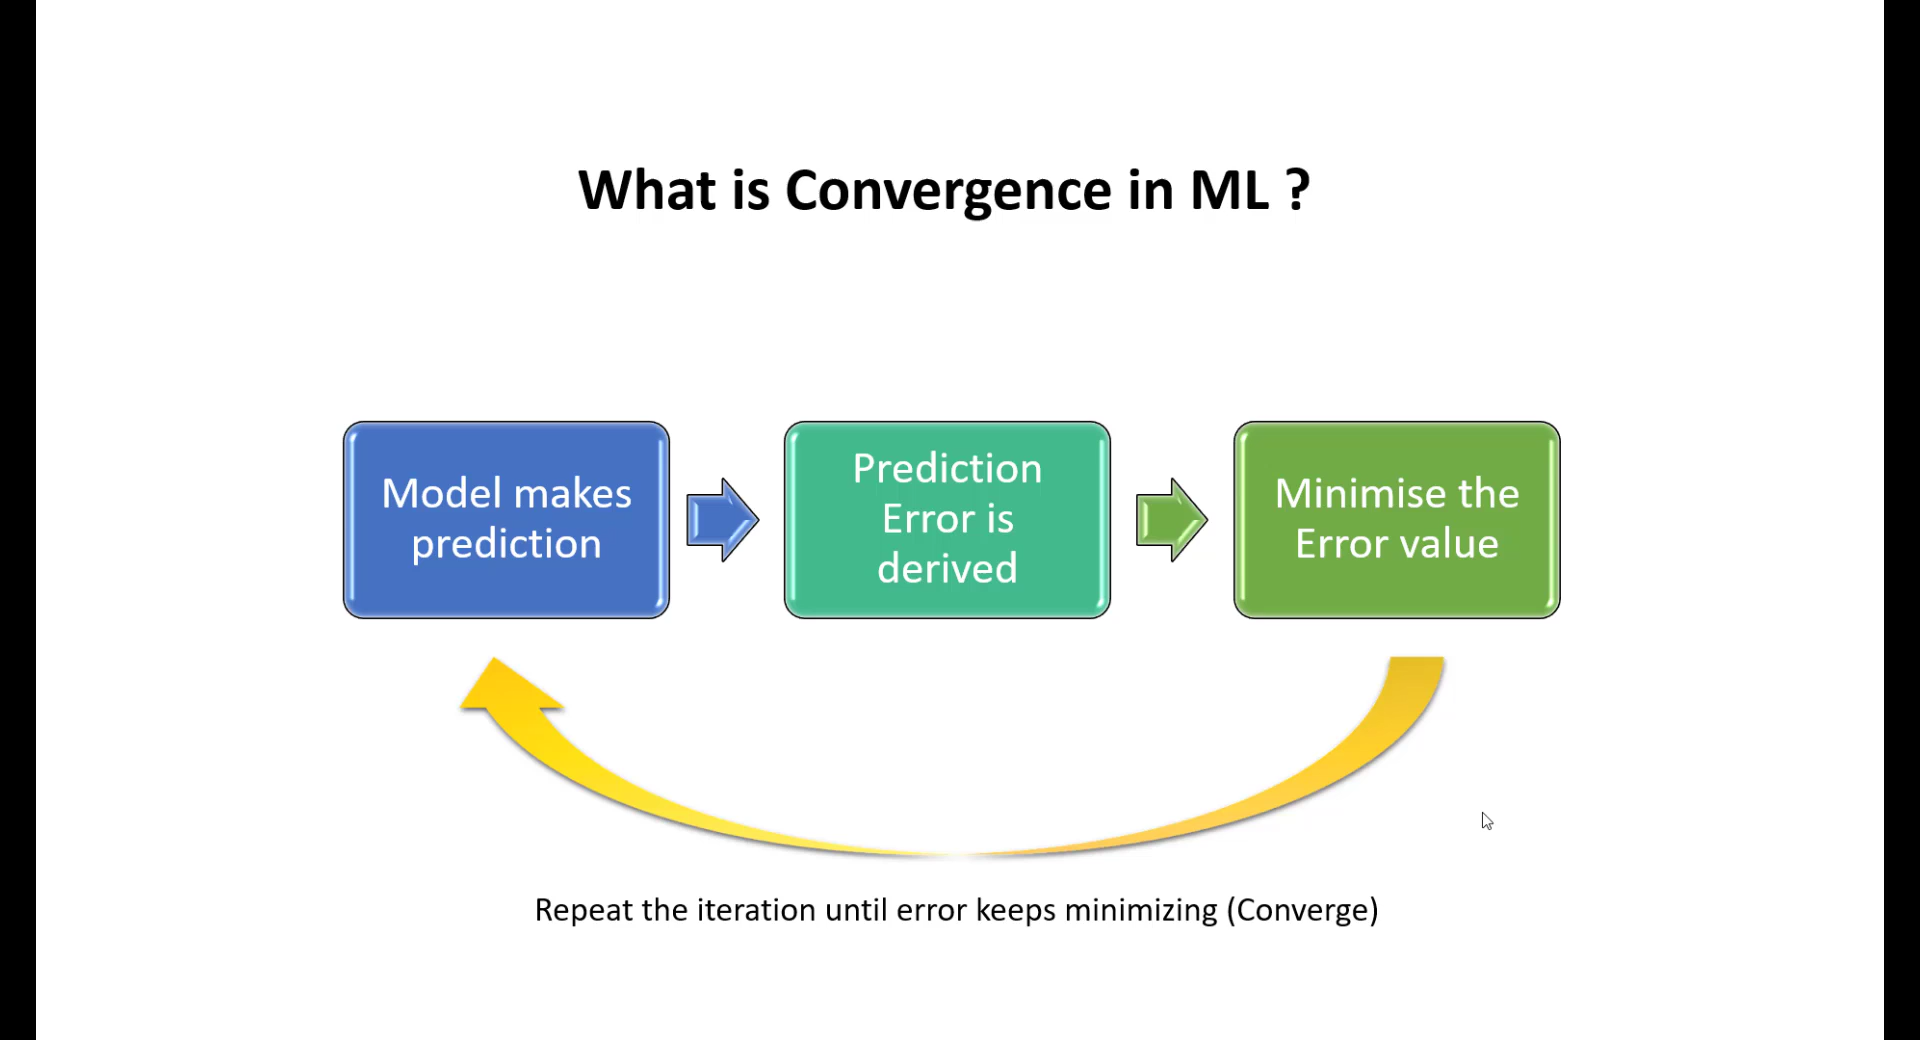 What is Convergence in ML ?
Model makes
prediction
Prediction
Error is
derived
Minimise the
Error value
Repeat the iteration until error keeps minimizing (Converge)